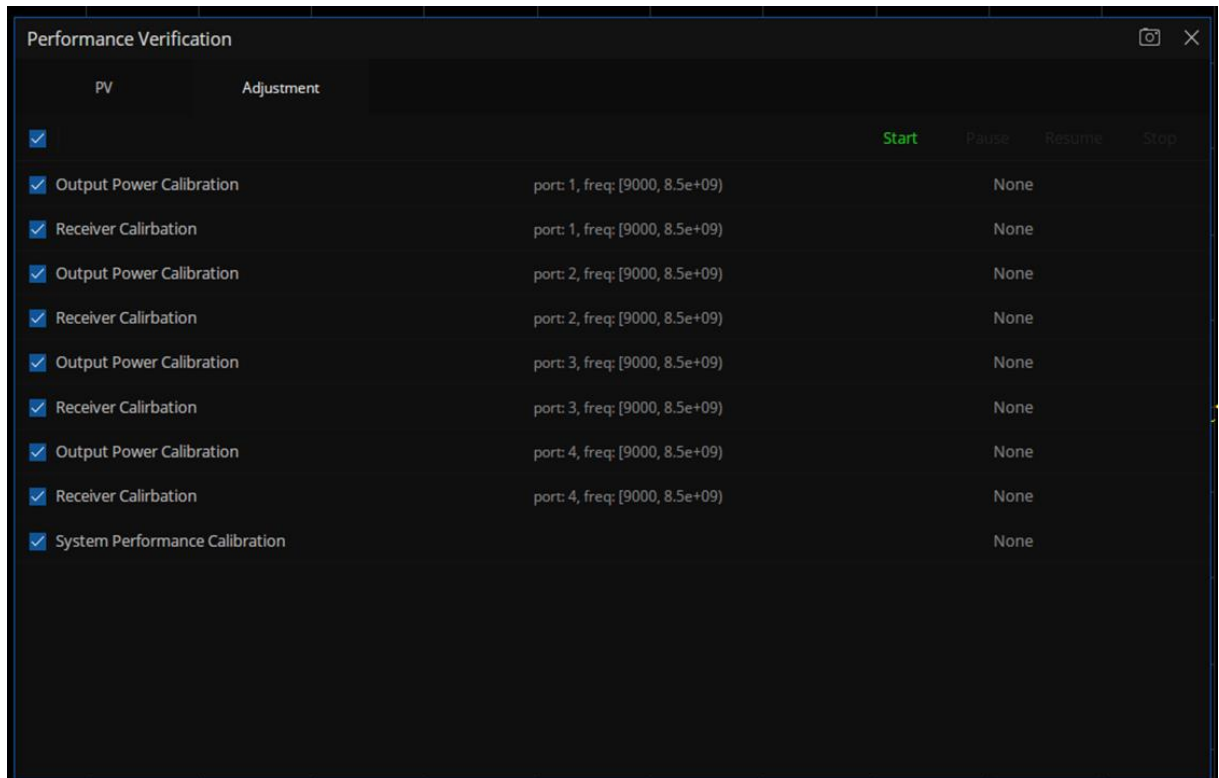 Performance Verification
PV Adjustment
Start Pause Resume Stop
Output Power Calibration port: 1, freq: [9000, 8.5e+09) None
Receiver Calirbation port: 1, freq: [9000, 8.5e+09) None
Output Power Calibration port: 2, freq: [9000, 8.5e+09) None
Receiver Calirbation port: 2, freq: [9000, 8.5e+09) None
Output Power Calibration port: 3, freq: [9000, 8.5e+09) None
Receiver Calirbation port: 3, freq: [9000, 8.5e+09) None
Output Power Calibration port: 4, freq: [9000, 8.5e+09) None
Receiver Calirbation port: 4, freq: [9000, 8.5e+09) None
System Performance Calibration None